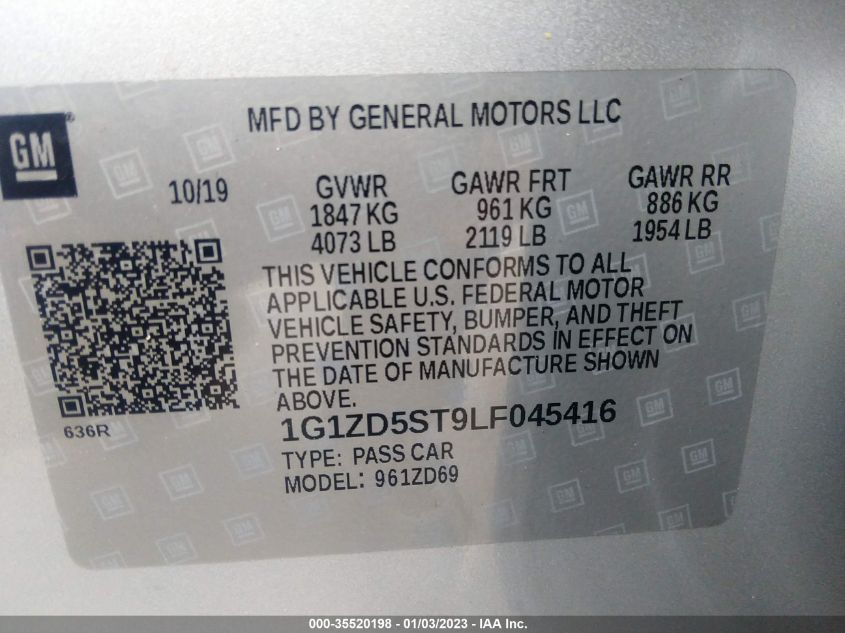 MFD BY GENERAL MOTORS LLC
GM
10/19
GVWR GAWR FRT GAWR RR
1847 KG 961 KG 886 KG
4073 LB 2119 LB 1954 LB
THIS VEHICLE CONFORMS TO ALL
APPLICABLE U.S. FEDERAL MOTOR
VEHICLE SAFETY, BUMPER, AND THEFT
PREVENTION STANDARDS IN EFFECT ON
THE DATE OF MANUFACTURE SHOWN
ABOVE.
636R
1G1ZD5ST9LF045416
TYPE: PASS CAR
MODEL: 961ZD69
000-35520198 - 01/03/2023 - IAA Inc.